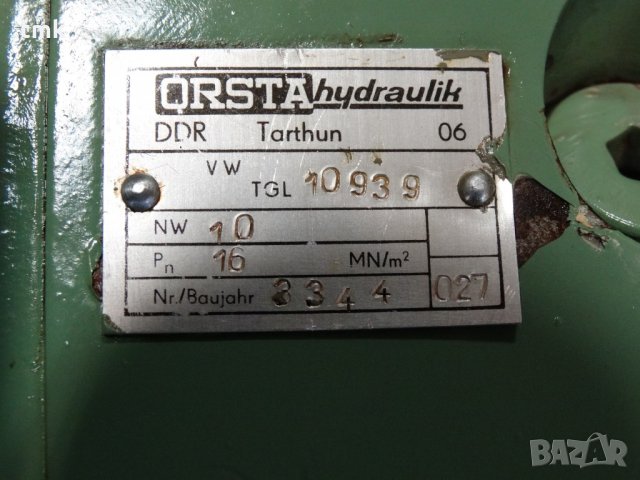 tmk
ORSTA hydraulik
DDR Tarthun 06
VW
TGL 10939
NW 10
Pn 16 MN/m²
Nr./Baujahr 3344 027
BAZAR